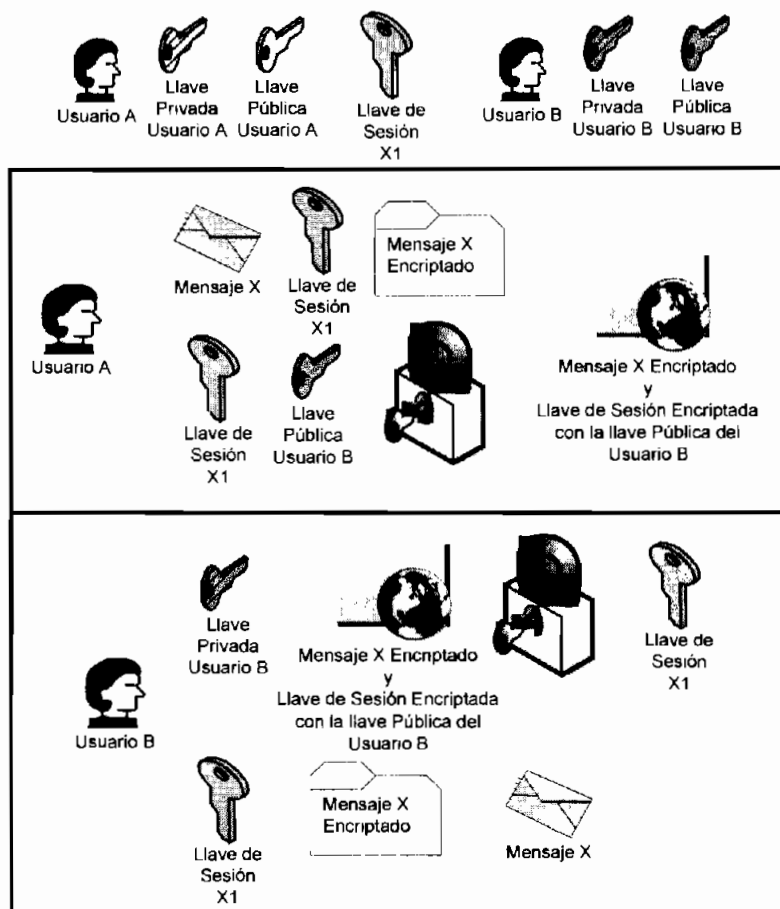 Usuario A
Llave
Privada
Usuario A
Llave
Pública
Usuario A
Llave de
Sesión
X1
Usuario B
Llave
Privada
Usuario B
Llave
Pública
Usuario B
Mensaje X
Llave de
Sesión
X1
Mensaje X
Encriptado
Usuario A
Llave de
Sesión
X1
Llave
Pública
Usuario B
Mensaje X Encriptado
y
Llave de Sesión Encriptada
con la llave Pública del
Usuario B
Usuario B
Llave
Privada
Usuario B
Mensaje X Encriptado
y
Llave de Sesión Encriptada
con la llave Pública del
Usuario B
Llave de
Sesión
X1
Llave de
Sesión
X1
Mensaje X
Encriptado
Mensaje X